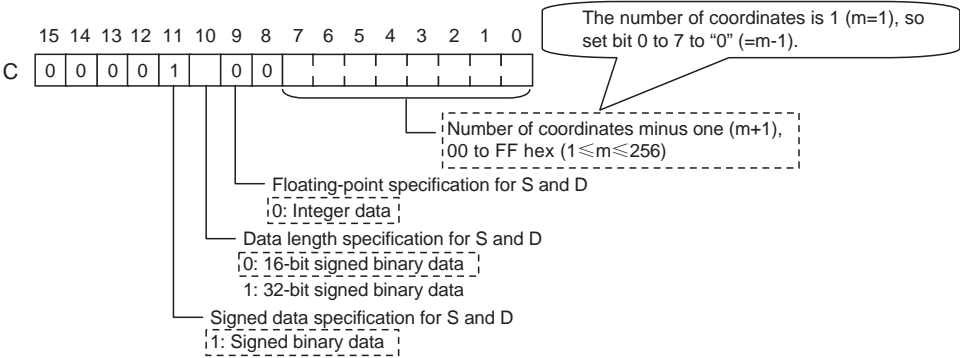 The number of coordinates is 1 (m=1), so
set bit 0 to 7 to “0” (=m-1).
15 14 13 12 11 10 9 8 7 6 5 4 3 2 1 0
C 0 0 0 0 1 0 0
Number of coordinates minus one (m+1),
00 to FF hex (1≤m≤256)
Floating-point specification for S and D
0: Integer data
Data length specification for S and D
0: 16-bit signed binary data
1: 32-bit signed binary data
Signed data specification for S and D
1: Signed binary data